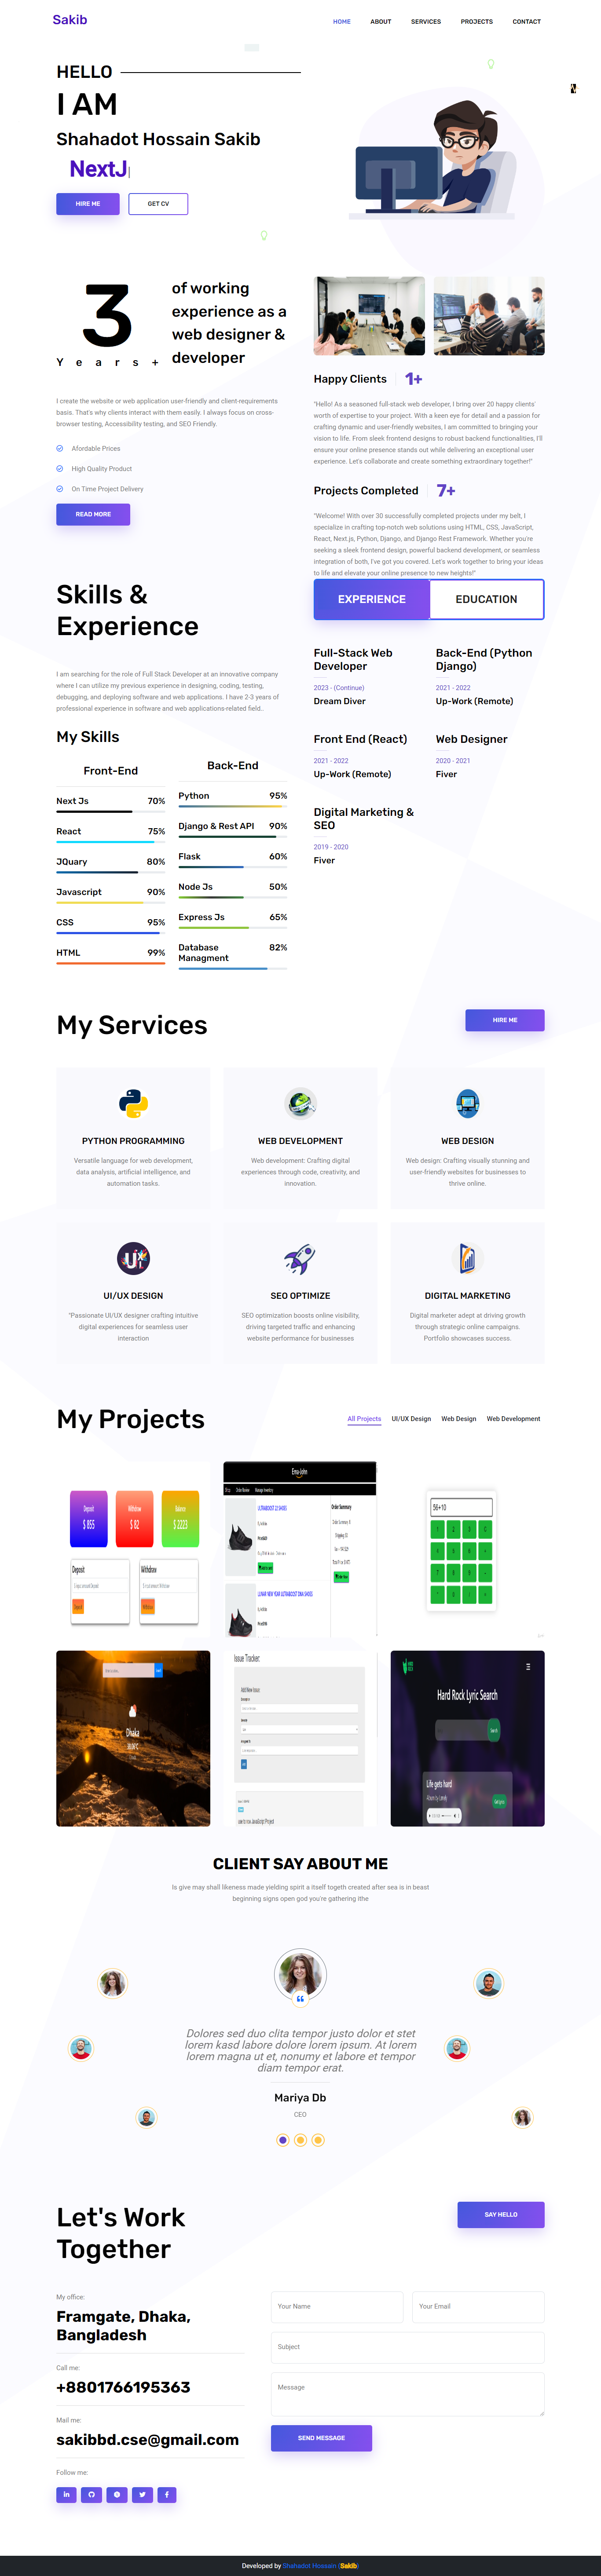 Sakib
HOME ABOUT SERVICES PROJECTS CONTACT
HELLO
I AM
Shahadot Hossain Sakib
NextJ
HIRE ME GET CV
3
Years+
of working
experience as a
web designer &
developer
I create the website or web application user-friendly and client-requirements
basis. That's why clients interact with them easily. I always focus on cross-
browser testing, Accessibility testing, and SEO Friendly.
Afordable Prices
High Quality Product
On Time Project Delivery
READ MORE
Happy Clients 1+
"Hello! As a seasoned full-stack web developer, I bring over 20 happy clients'
worth of expertise to your project. With a keen eye for detail and a passion for
crafting dynamic and user-friendly websites, I am committed to bringing your
vision to life. From sleek frontend designs to robust backend functionalities, I'll
ensure your online presence stands out while delivering an exceptional user
experience. Let's collaborate and create something extraordinary together!"
Projects Completed 7+
"Welcome! With over 30 successfully completed projects under my belt, I
specialize in crafting top-notch web solutions using HTML, CSS, JavaScript,
React, Next.js, Python, Django, and Django Rest Framework. Whether you're
seeking a sleek frontend design, powerful backend development, or seamless
integration of both, I've got you covered. Let's work together to bring your ideas
to life and elevate your online presence to new heights!"
Skills &
Experience
I am searching for the role of Full Stack Developer at an innovative company
where I can utilize my previous experience in designing, coding, testing,
debugging, and deploying software and web applications. I have 2-3 years of
professional experience in software and web applications-related field..
My Skills
Front-End
Next Js 70%
React 75%
JQuary 80%
Javascript 90%
CSS 95%
HTML 99%
Back-End
Python 95%
Django & Rest API 90%
Flask 60%
Node Js 50%
Express Js 65%
Database
Managment 82%
EXPERIENCE EDUCATION
Full-Stack Web
Developer
2023 - (Continue)
Dream Diver
Back-End (Python
Django)
2021 - 2022
Up-Work (Remote)
Front End (React)
2021 - 2022
Up-Work (Remote)
Web Designer
2020 - 2021
Fiver
Digital Marketing &
SEO
2019 - 2020
Fiver
My Services
HIRE ME
PYTHON PROGRAMMING
Versatile language for web development,
data analysis, artificial intelligence, and
automation tasks.
WEB DEVELOPMENT
Web development: Crafting digital
experiences through code, creativity, and
innovation.
WEB DESIGN
Web design: Crafting visually stunning and
user-friendly websites for businesses to
thrive online.
UI/UX DESIGN
"Passionate UI/UX designer crafting intuitive
digital experiences for seamless user
interaction
SEO OPTIMIZE
SEO optimization boosts online visibility,
driving targeted traffic and enhancing
website performance for businesses
DIGITAL MARKETING
Digital marketer adept at driving growth
through strategic online campaigns.
Portfolio showcases success.
My Projects
All Projects UI/UX Design Web Design Web Development
Deposit
$ 855
Withdraw
$ 82
Balance
$ 2223
Deposit
Deposit
Withdraw
Withdraw
Ema-John
Shop Order Review Manage Inventory
ULTRABOOST 22 SHOES
Order Summary
56+10
Dhaka
Issue Tracker:
Add New Issue:
Hard Rock Lyric Search
Search
Life gets hard
Get Lyrics
CLIENT SAY ABOUT ME
Is give may shall likeness made yielding spirit a itself togeth created after sea is in beast
beginning signs open god you're gathering ithe
Dolores sed duo clita tempor justo dolor et stet
lorem kasd labore dolore lorem ipsum. At lorem
lorem magna ut et, nonumy et labore et tempor
diam tempor erat.
Mariya Db
CEO
Let's Work
Together
SAY HELLO
My office:
Framgate, Dhaka,
Bangladesh
Call me:
+8801766195363
Mail me:
sakibbd.cse@gmail.com
Follow me:
Your Name Your Email
Subject
Message
SEND MESSAGE
Developed by Shahadot Hossain Sakib